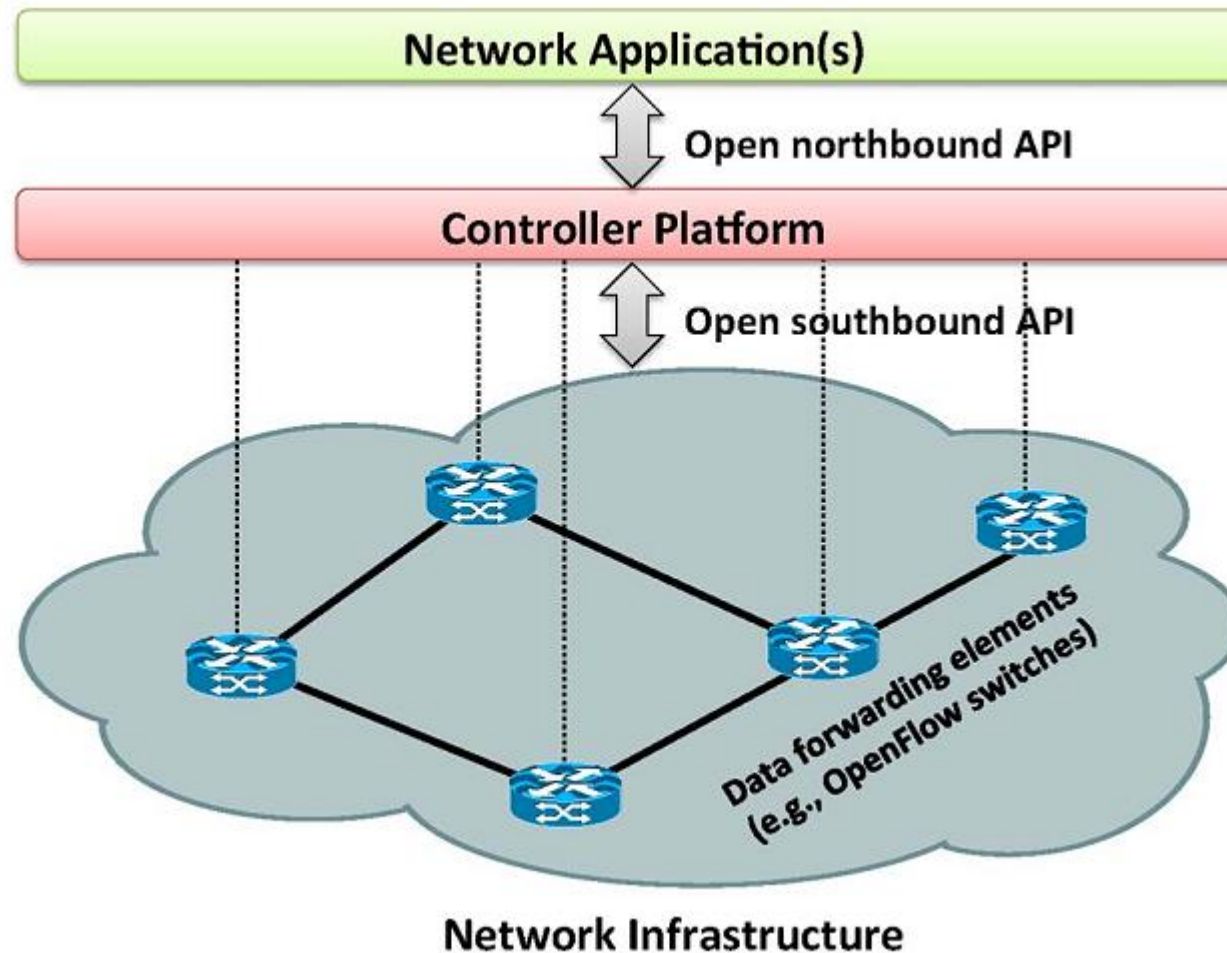 Network Application(s)
Open northbound API
Controller Platform
Open southbound API
Data forwarding elements
(e.g., OpenFlow switches)
Network Infrastructure